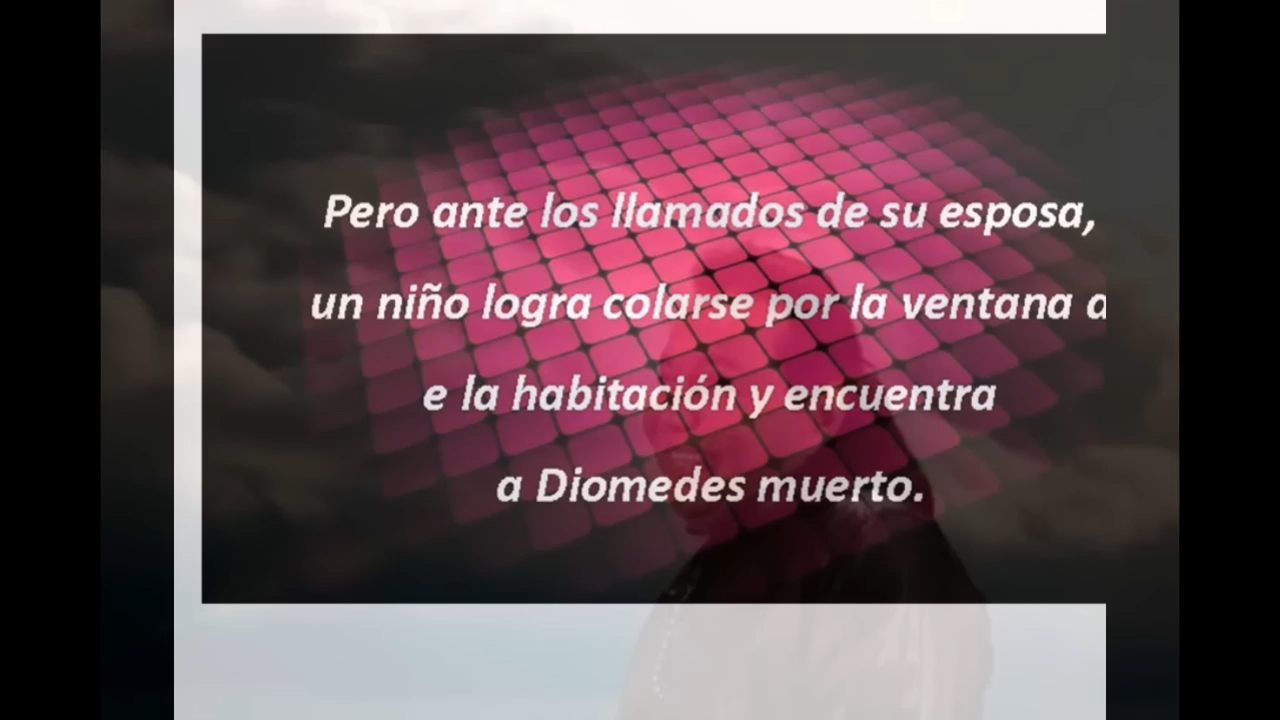 Pero ante los llamados de su esposa,
un niño logra colarse por la ventana d
e la habitación y encuentra
a Diomedes muerto.